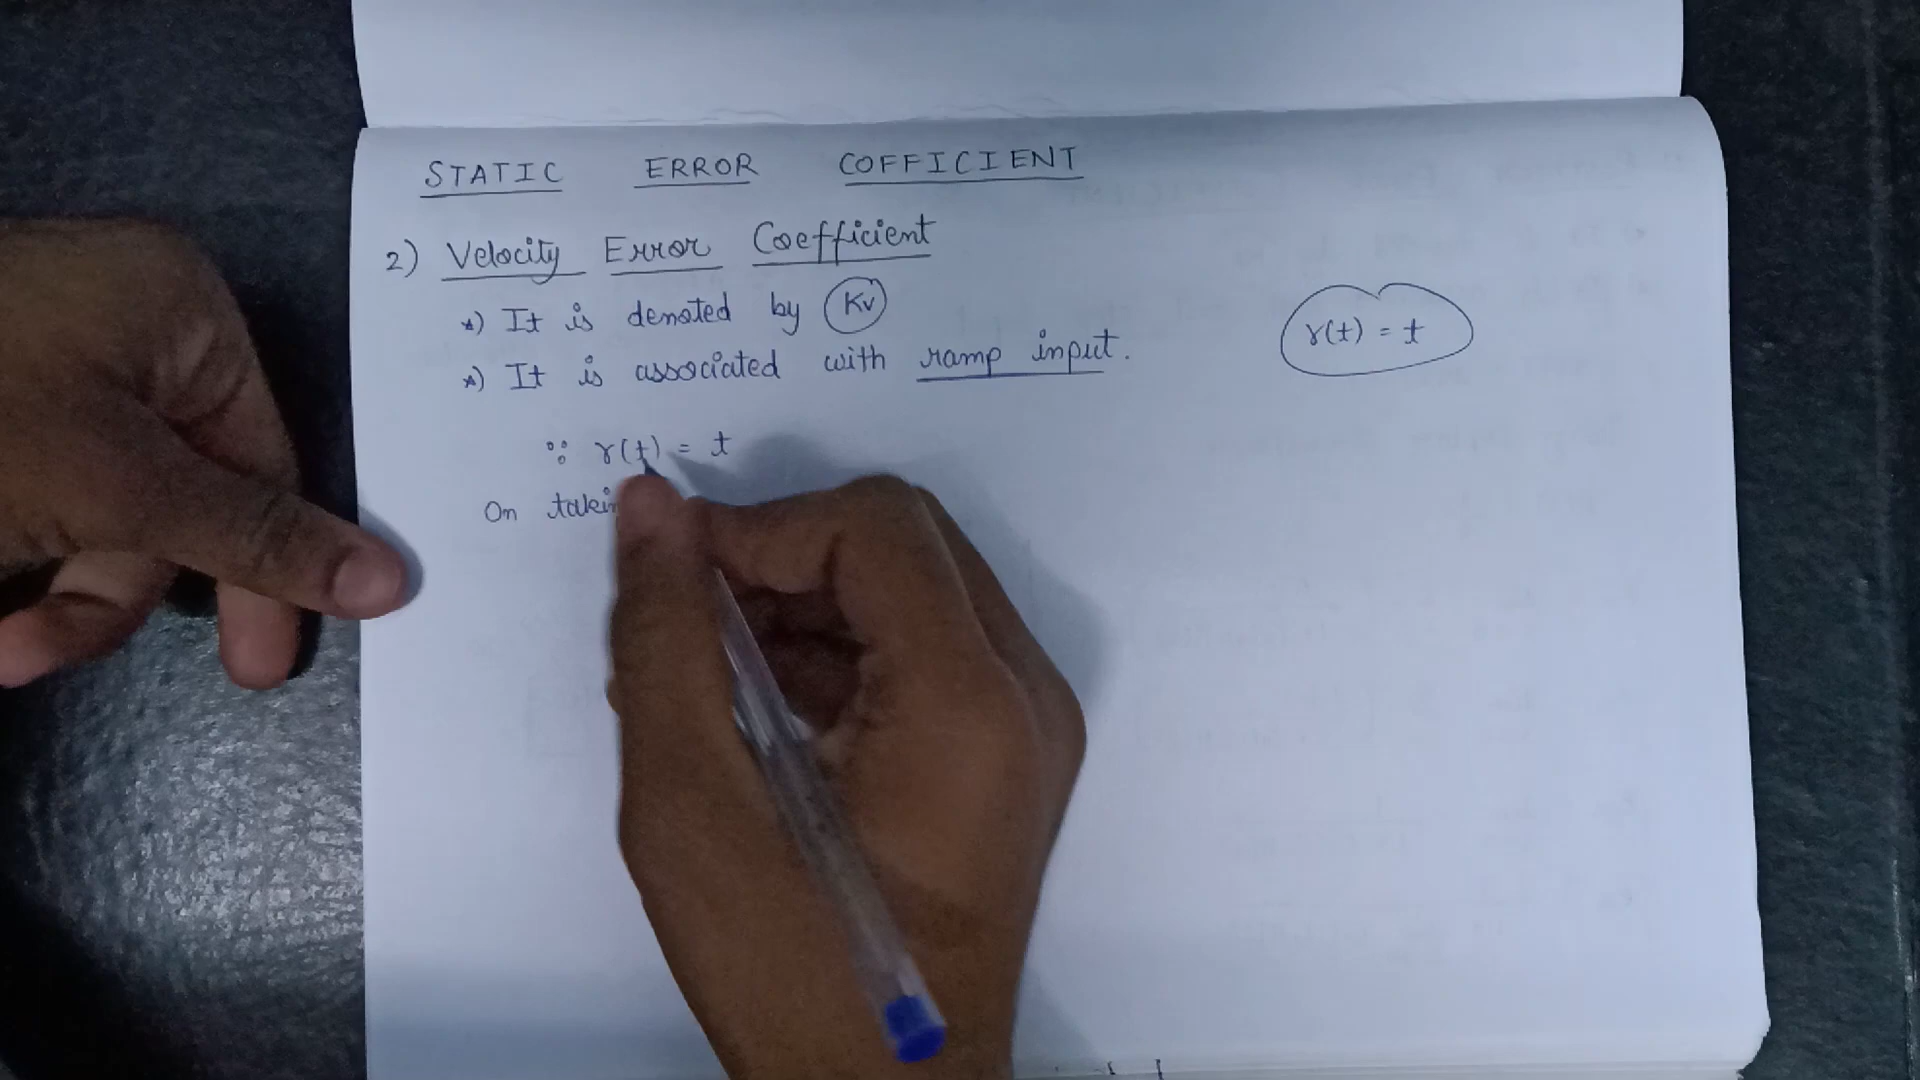 STATIC ERROR COFFICIENT
2) Velocity Error Coefficient
*) It is denoted by Kv
*) It is associated with ramp input.
r(t) = t
∵ r(t) = t
On